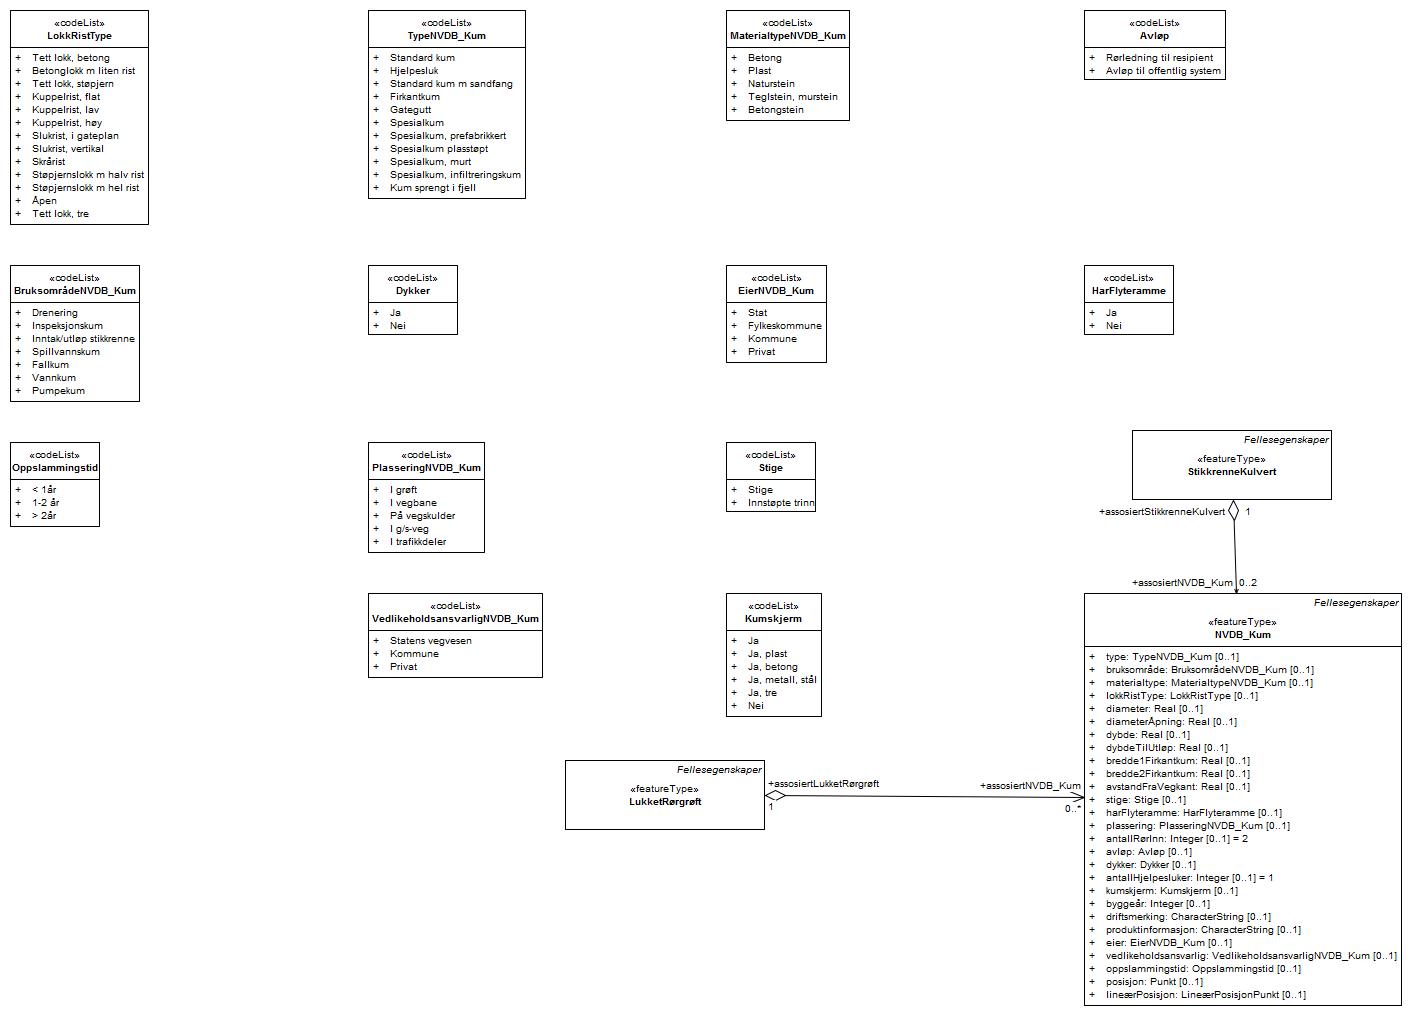 «codeList»
LokkRistType
+ Tett lokk, betong
+ Betonglokk m liten rist
+ Tett lokk, støpjern
+ Kuppelrist, flat
+ Kuppelrist, lav
+ Kuppelrist, høy
+ Slukrist, i gateplan
+ Slukrist, vertikal
+ Skrårist
+ Støpjernslokk m halv rist
+ Støpjernslokk m hel rist
+ Åpen
+ Tett lokk, tre
«codeList»
TypeNVDB_Kum
+ Standard kum
+ Hjelpesluk
+ Standard kum m sandfang
+ Firkantkum
+ Gategutt
+ Spesialkum
+ Spesialkum, prefabrikkert
+ Spesialkum plasstøpt
+ Spesialkum, murt
+ Spesialkum, infiltreringskum
+ Kum sprengt i fjell
«codeList»
MaterialtypeNVDB_Kum
+ Betong
+ Plast
+ Naturstein
+ Teglstein, murstein
+ Betongstein
«codeList»
Avløp
+ Rørledning til resipient
+ Avløp til offentlig system
«codeList»
BruksområdeNVDB_Kum
+ Drenering
+ Inspeksjonskum
+ Inntak/utløp stikkrenne
+ Spillvannskum
+ Fallkum
+ Vannkum
+ Pumpekum
«codeList»
Dykker
+ Ja
+ Nei
«codeList»
EierNVDB_Kum
+ Stat
+ Fylkeskommune
+ Kommune
+ Privat
«codeList»
HarFlyteramme
+ Ja
+ Nei
«codeList»
Oppslammingstid
+ < 1år
+ 1-2 år
+ > 2år
«codeList»
PlasseringNVDB_Kum
+ I grøft
+ I vegbane
+ På vegskulder
+ I g/s-veg
+ I trafikkdeler
«codeList»
Stige
+ Stige
+ Innstøpte trinn
Fellesegenskaper
«featureType»
StikkrenneKulvert
+assosiertStikkrenneKulvert 1
+assosiertNVDB_Kum 0..2
«codeList»
VedlikeholdsansvarligNVDB_Kum
+ Statens vegvesen
+ Kommune
+ Privat
«codeList»
Kumskjerm
+ Ja
+ Ja, plast
+ Ja, betong
+ Ja, metall, stål
+ Ja, tre
+ Nei
Fellesegenskaper
«featureType»
LukketRørgrøft
+assosiertLukketRørgrøft
1
+assosiertNVDB_Kum
0..*
Fellesegenskaper
«featureType»
NVDB_Kum
+ type: TypeNVDB_Kum [0..1]
+ bruksområde: BruksområdeNVDB_Kum [0..1]
+ materialtype: MaterialtypeNVDB_Kum [0..1]
+ lokkRistType: LokkRistType [0..1]
+ diameter: Real [0..1]
+ diameterÅpning: Real [0..1]
+ dybde: Real [0..1]
+ dybdeTilUtløp: Real [0..1]
+ bredde1Firkantkum: Real [0..1]
+ bredde2Firkantkum: Real [0..1]
+ avstandFraVegkant: Real [0..1]
+ stige: Stige [0..1]
+ harFlyteramme: HarFlyteramme [0..1]
+ plassering: PlasseringNVDB_Kum [0..1]
+ antallRørInn: Integer [0..1] = 2
+ avløp: Avløp [0..1]
+ dykker: Dykker [0..1]
+ antallHjelpesluker: Integer [0..1] = 1
+ kumskjerm: Kumskjerm [0..1]
+ byggeår: Integer [0..1]
+ driftsmerking: CharacterString [0..1]
+ produktinformasjon: CharacterString [0..1]
+ eier: EierNVDB_Kum [0..1]
+ vedlikeholdsansvarlig: VedlikeholdsansvarligNVDB_Kum [0..1]
+ oppslammingstid: Oppslammingstid [0..1]
+ posisjon: Punkt [0..1]
+ lineærPosisjon: LineærPosisjonPunkt [0..1]